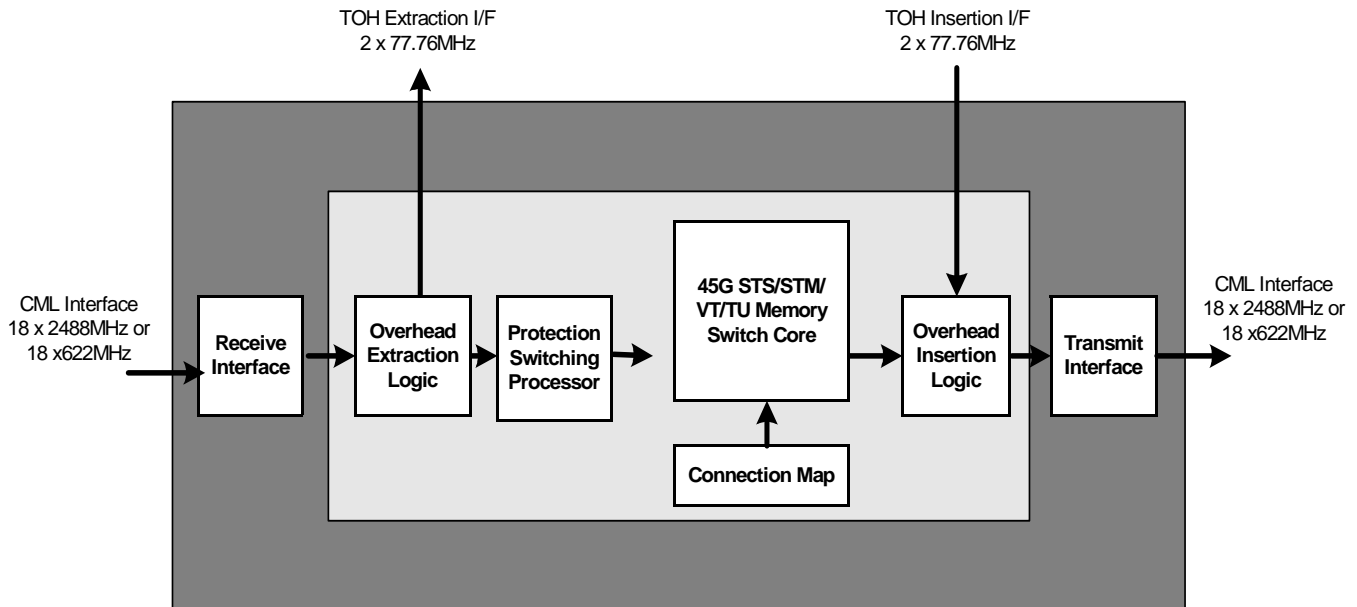 TOH Extraction I/F
2 x 77.76MHz
TOH Insertion I/F
2 x 77.76MHz
CML Interface
18 x 2488MHz or
18 x622MHz
Receive
Interface
Overhead
Extraction
Logic
Protection
Switching
Processor
45G STS/STM/
VT/TU Memory
Switch Core
Connection Map
Overhead
Insertion
Logic
Transmit
Interface
CML Interface
18 x 2488MHz or
18 x622MHz